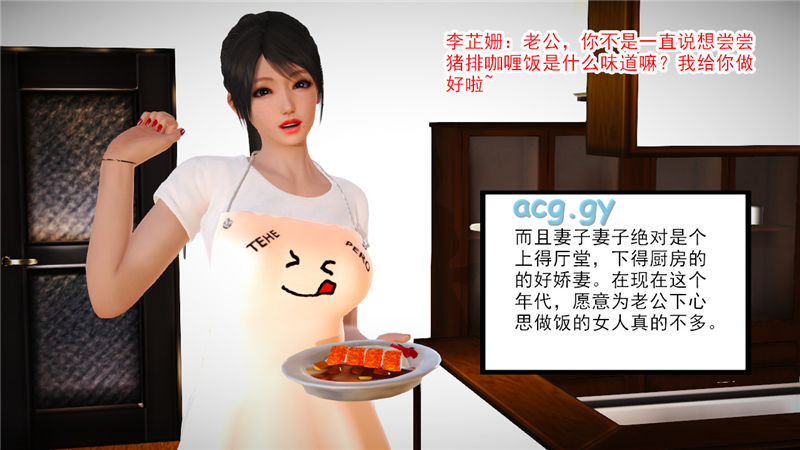 李芷姗：老公，你不是一直说想尝尝
猪排咖喱饭是什么味道嘛？我给你做
好啦~
acg.gy
而且妻子妻子绝对是个
上得厅堂，下得厨房的
的好娇妻。在现在这个
年代，愿意为老公下心
思做饭的女人真的不多。
TEHE
PERO